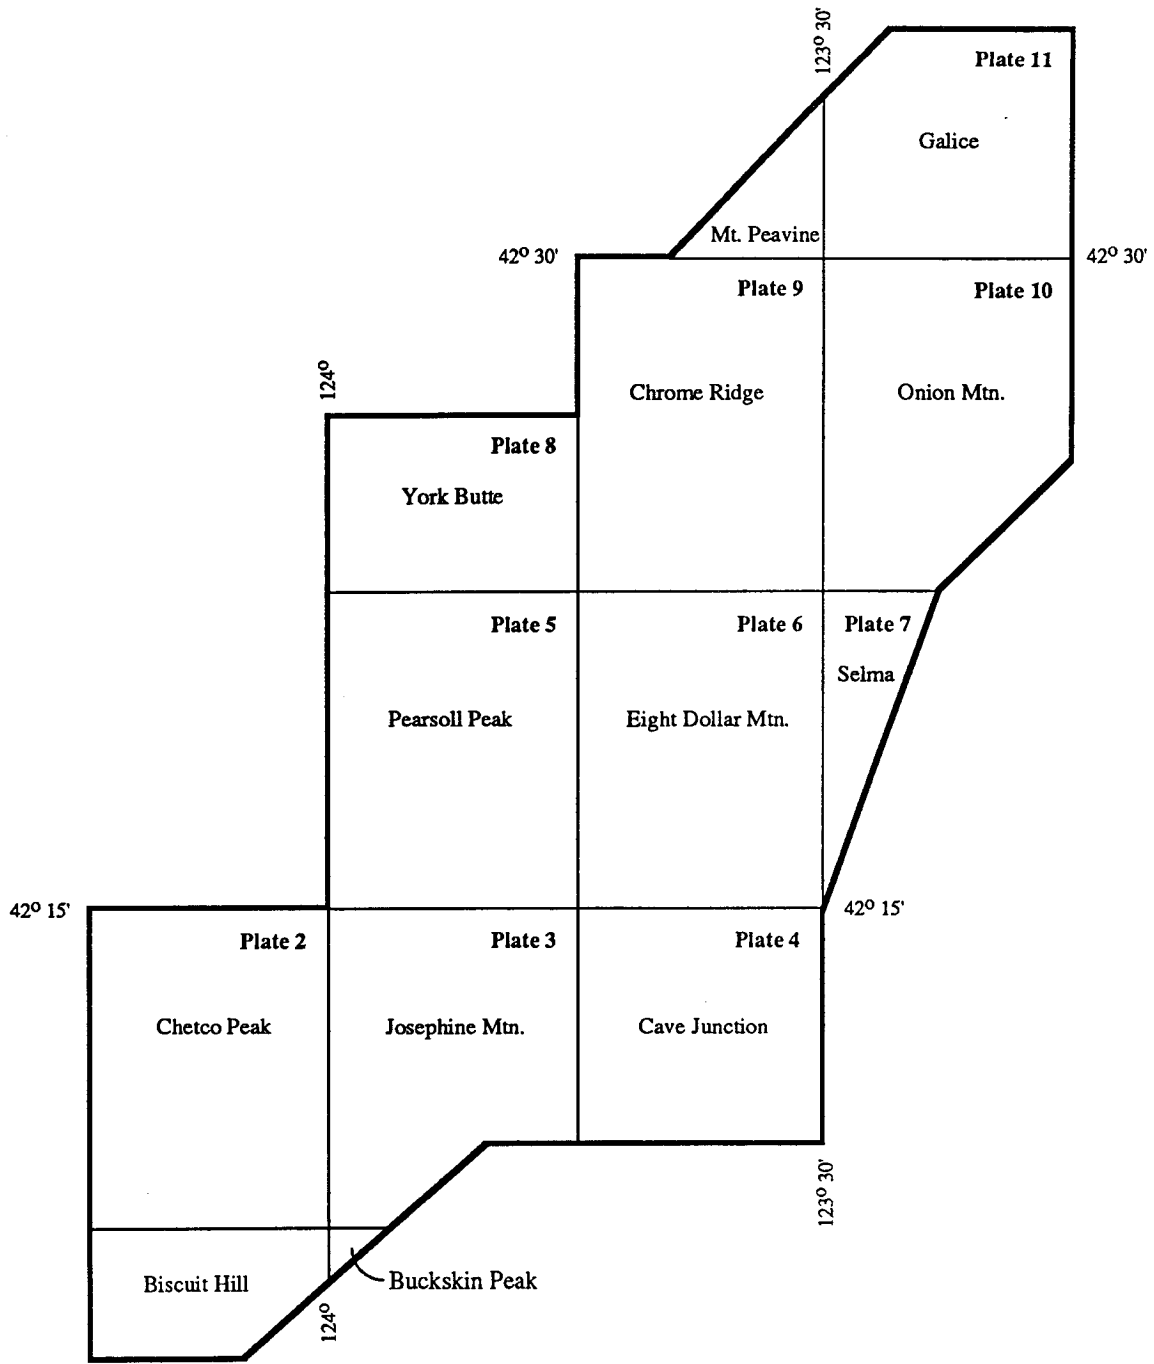 123° 30'
Plate 11
Galice
Mt. Peavine
42° 30'
42° 30'
Plate 9
Plate 10
124°
Chrome Ridge
Onion Mtn.
Plate 8
York Butte
Plate 5
Plate 6
Plate 7
Selma
Pearsoll Peak
Eight Dollar Mtn.
42° 15'
42° 15'
Plate 2
Plate 3
Plate 4
Chetco Peak
Josephine Mtn.
Cave Junction
123° 30'
Biscuit Hill
Buckskin Peak
124°